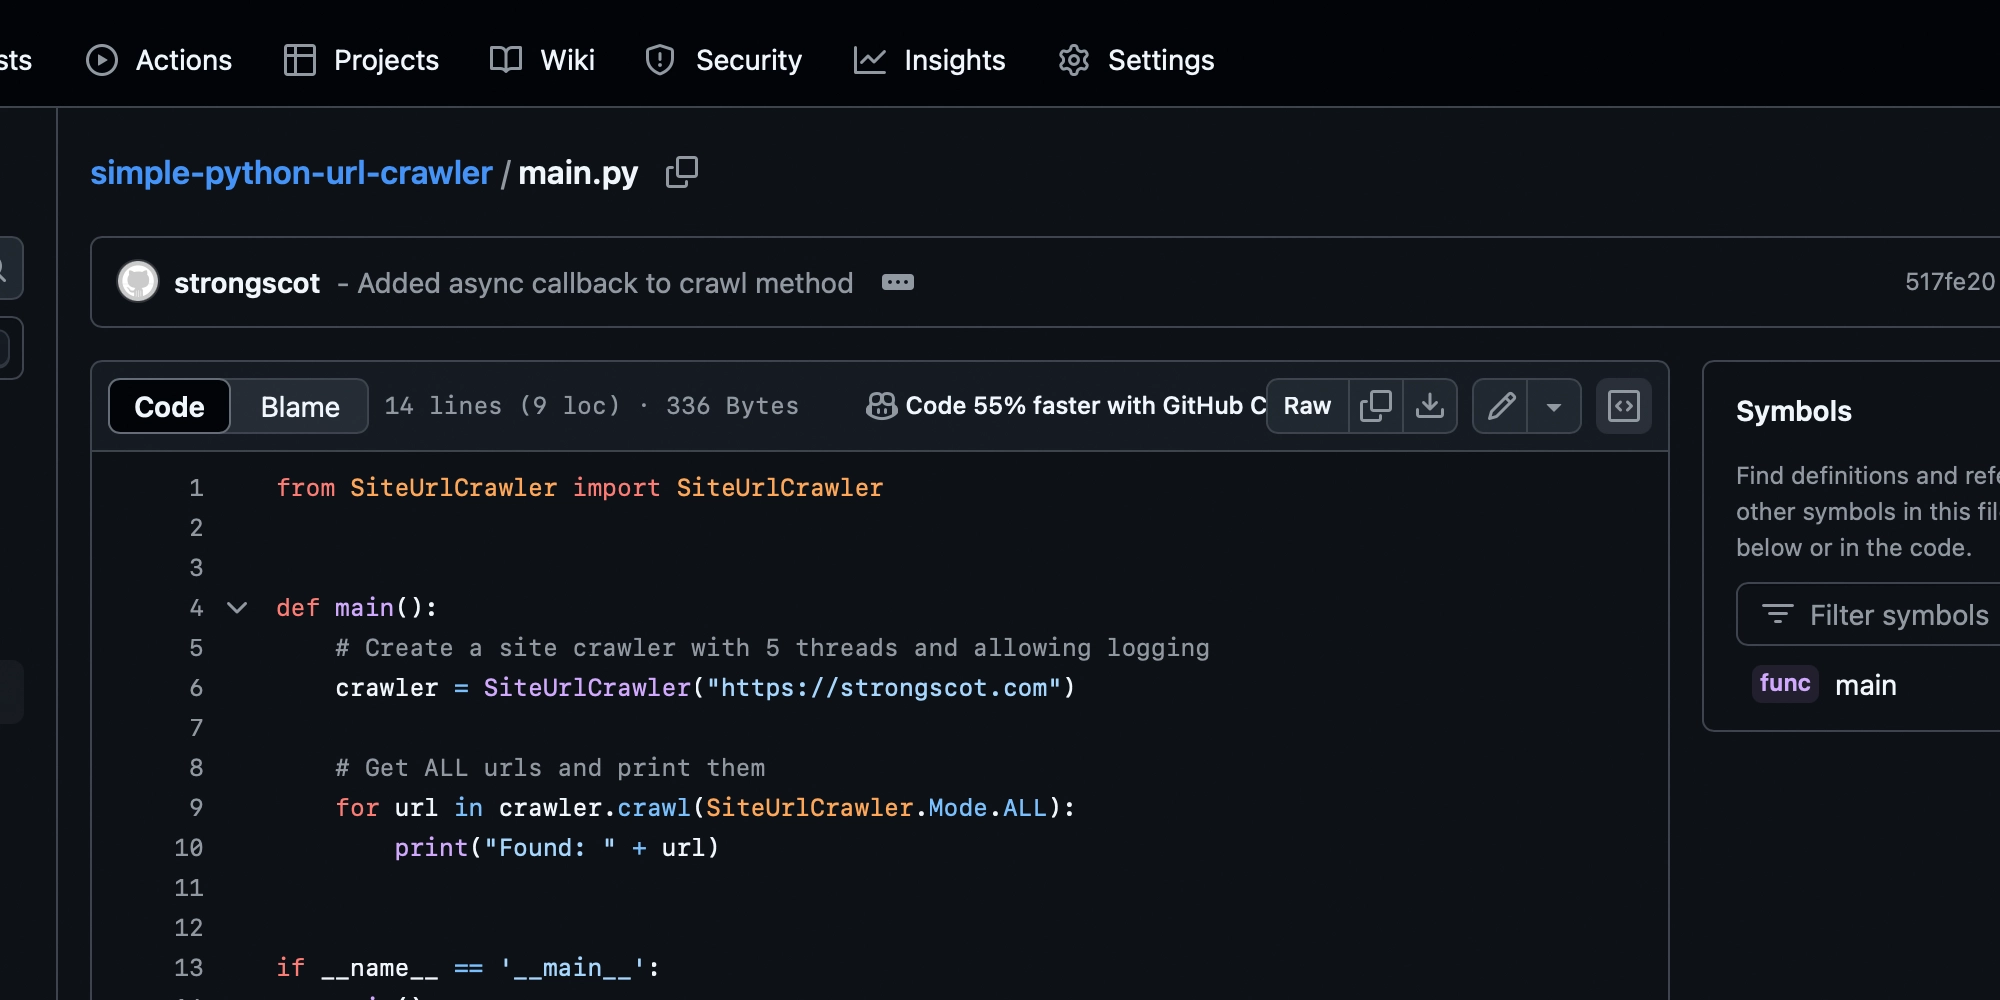 sts Actions Projects Wiki Security Insights Settings
simple-python-url-crawler / main.py
strongscot - Added async callback to crawl method 517fe20
Code Blame 14 lines (9 loc) · 336 Bytes Code 55% faster with GitHub C Raw
Symbols
Find definitions and refe
other symbols in this fil
below or in the code.
Filter symbols
func main
1 from SiteUrlCrawler import SiteUrlCrawler
2
3
4 def main():
5 # Create a site crawler with 5 threads and allowing logging
6 crawler = SiteUrlCrawler("https://strongscot.com")
7
8 # Get ALL urls and print them
9 for url in crawler.crawl(SiteUrlCrawler.Mode.ALL):
10 print("Found: " + url)
11
12
13 if __name__ == '__main__':